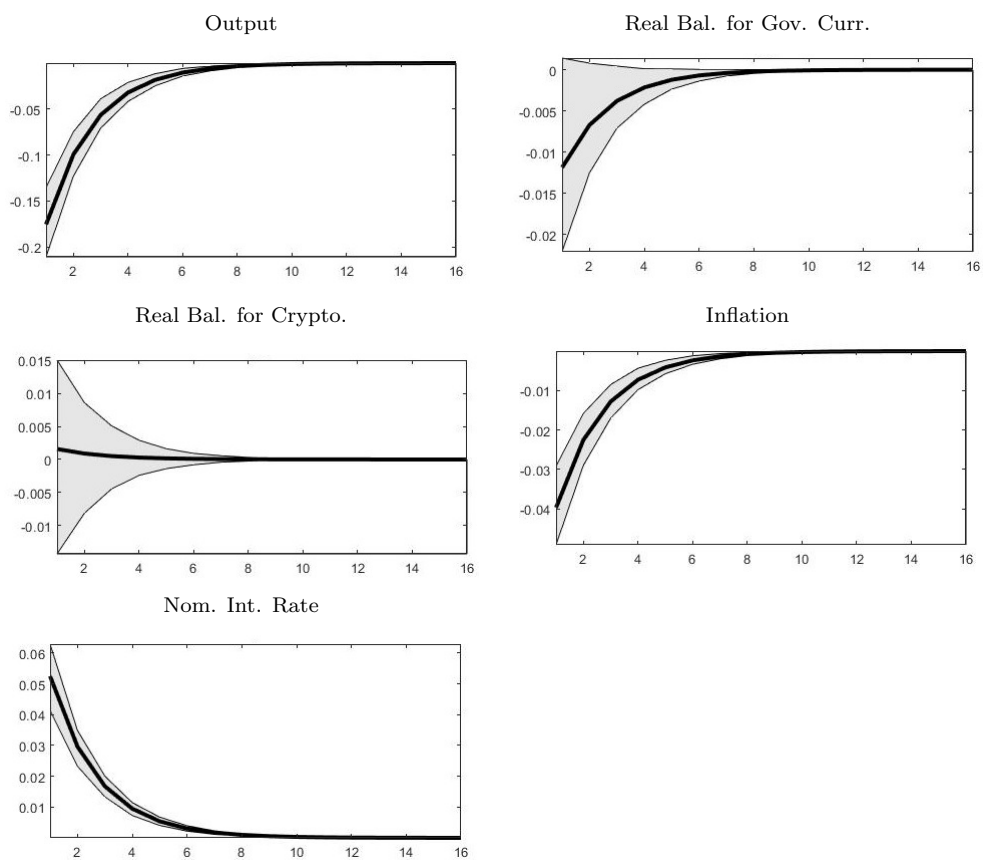 Output
-0.05
-0.1
-0.15
-0.2
2 4 6 8 10 12 14 16
Real Bal. for Gov. Curr.
0
-0.005
-0.01
-0.015
-0.02
2 4 6 8 10 12 14 16
Real Bal. for Crypto.
0.015
0.01
0.005
0
-0.005
-0.01
2 4 6 8 10 12 14 16
Inflation
-0.01
-0.02
-0.03
-0.04
2 4 6 8 10 12 14 16
Nom. Int. Rate
0.06
0.05
0.04
0.03
0.02
0.01
2 4 6 8 10 12 14 16